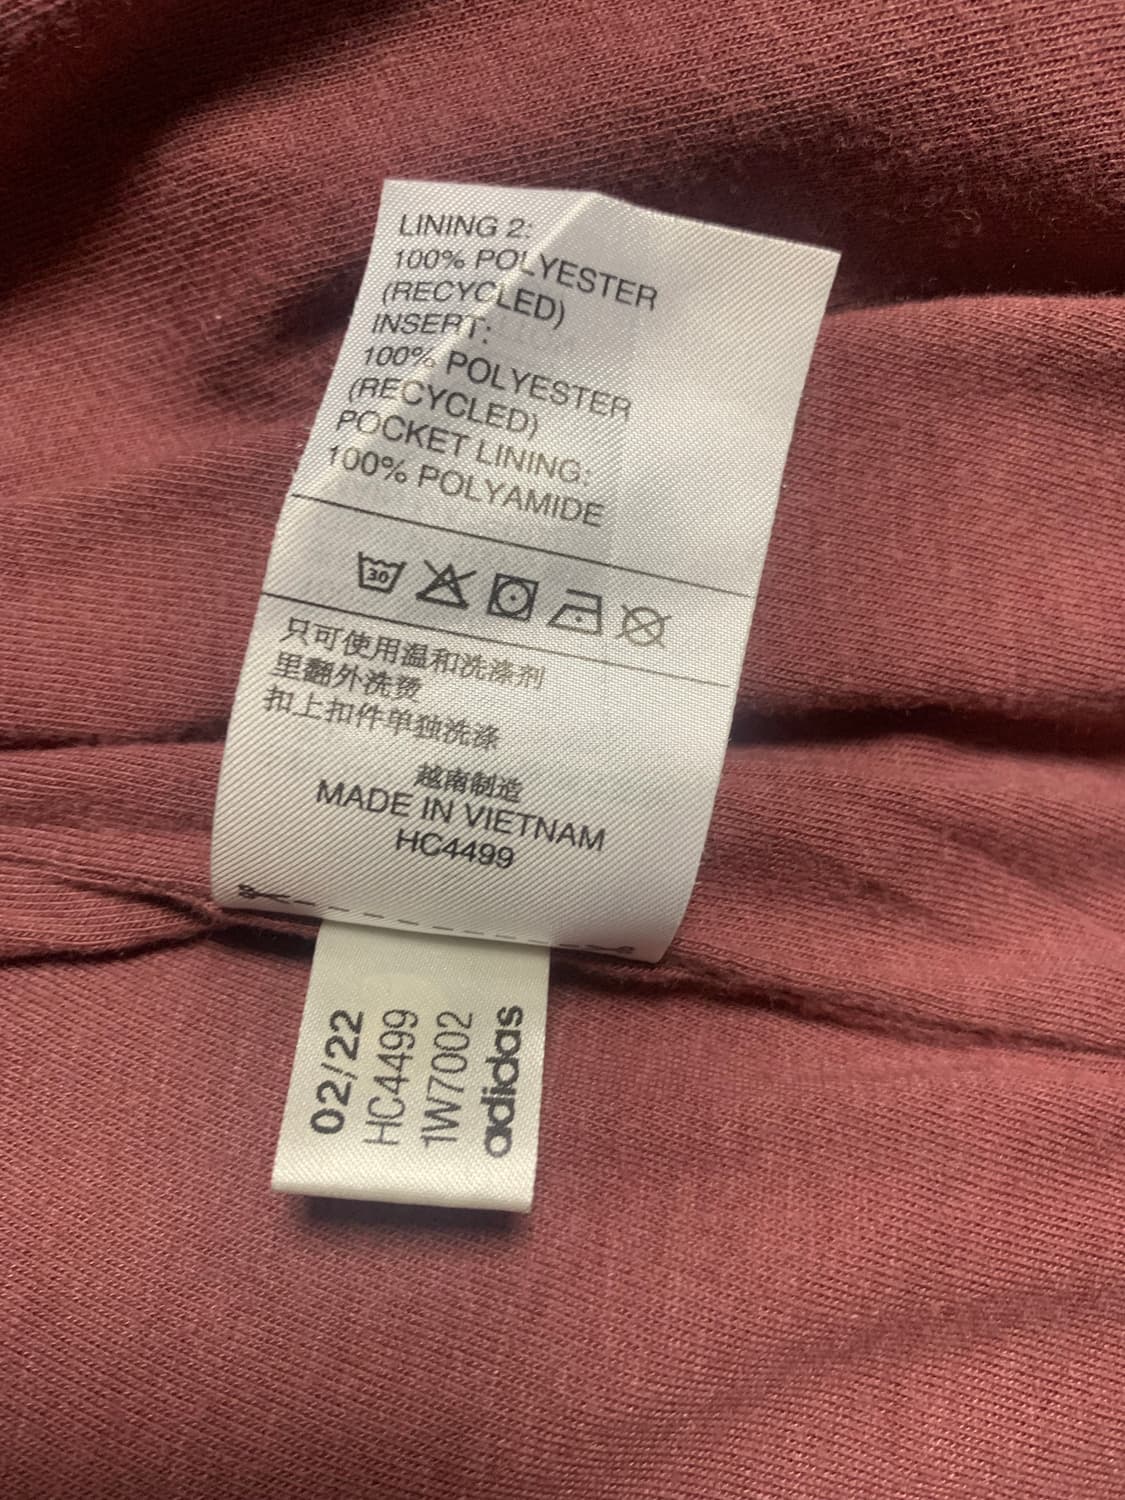 LINING 2:
100% POLYESTER
(RECYCLED)
INSERT:
100% POLYESTER
(RECYCLED)
POCKET LINING:
100% POLYAMIDE
30
只可使用温和洗涤剂
里翻外洗烫
扣上扣件单独洗涤
越南制造
MADE IN VIETNAM
HC4499
02/22
HC4499
1W7002
adidas